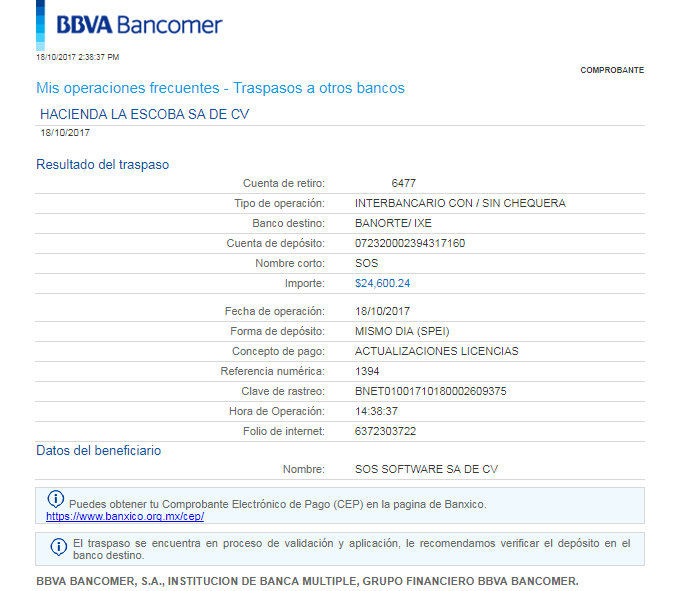 BBVA Bancomer
18/10/2017 2:38:37 PM
COMPROBANTE
Mis operaciones frecuentes - Traspasos a otros bancos
HACIENDA LA ESCOBA SA DE CV
18/10/2017
Resultado del traspaso
Cuenta de retiro: 6477
Tipo de operación: INTERBANCARIO CON / SIN CHEQUERA
Banco destino: BANORTE/ IXE
Cuenta de depósito: 072320002394317160
Nombre corto: SOS
Importe: $24,600.24
Fecha de operación: 18/10/2017
Forma de depósito: MISMO DIA (SPEI)
Concepto de pago: ACTUALIZACIONES LICENCIAS
Referencia numérica: 1394
Clave de rastreo: BNET01001710180002609375
Hora de Operación: 14:38:37
Folio de internet: 6372303722
Datos del beneficiario
Nombre: SOS SOFTWARE SA DE CV
Puedes obtener tu Comprobante Electrónico de Pago (CEP) en la pagina de Banxico.
https://www.banxico.org.mx/cep/
El traspaso se encuentra en proceso de validación y aplicación, le recomendamos verificar el depósito en el
banco destino.
BBVA BANCOMER, S.A., INSTITUCION DE BANCA MULTIPLE, GRUPO FINANCIERO BBVA BANCOMER.